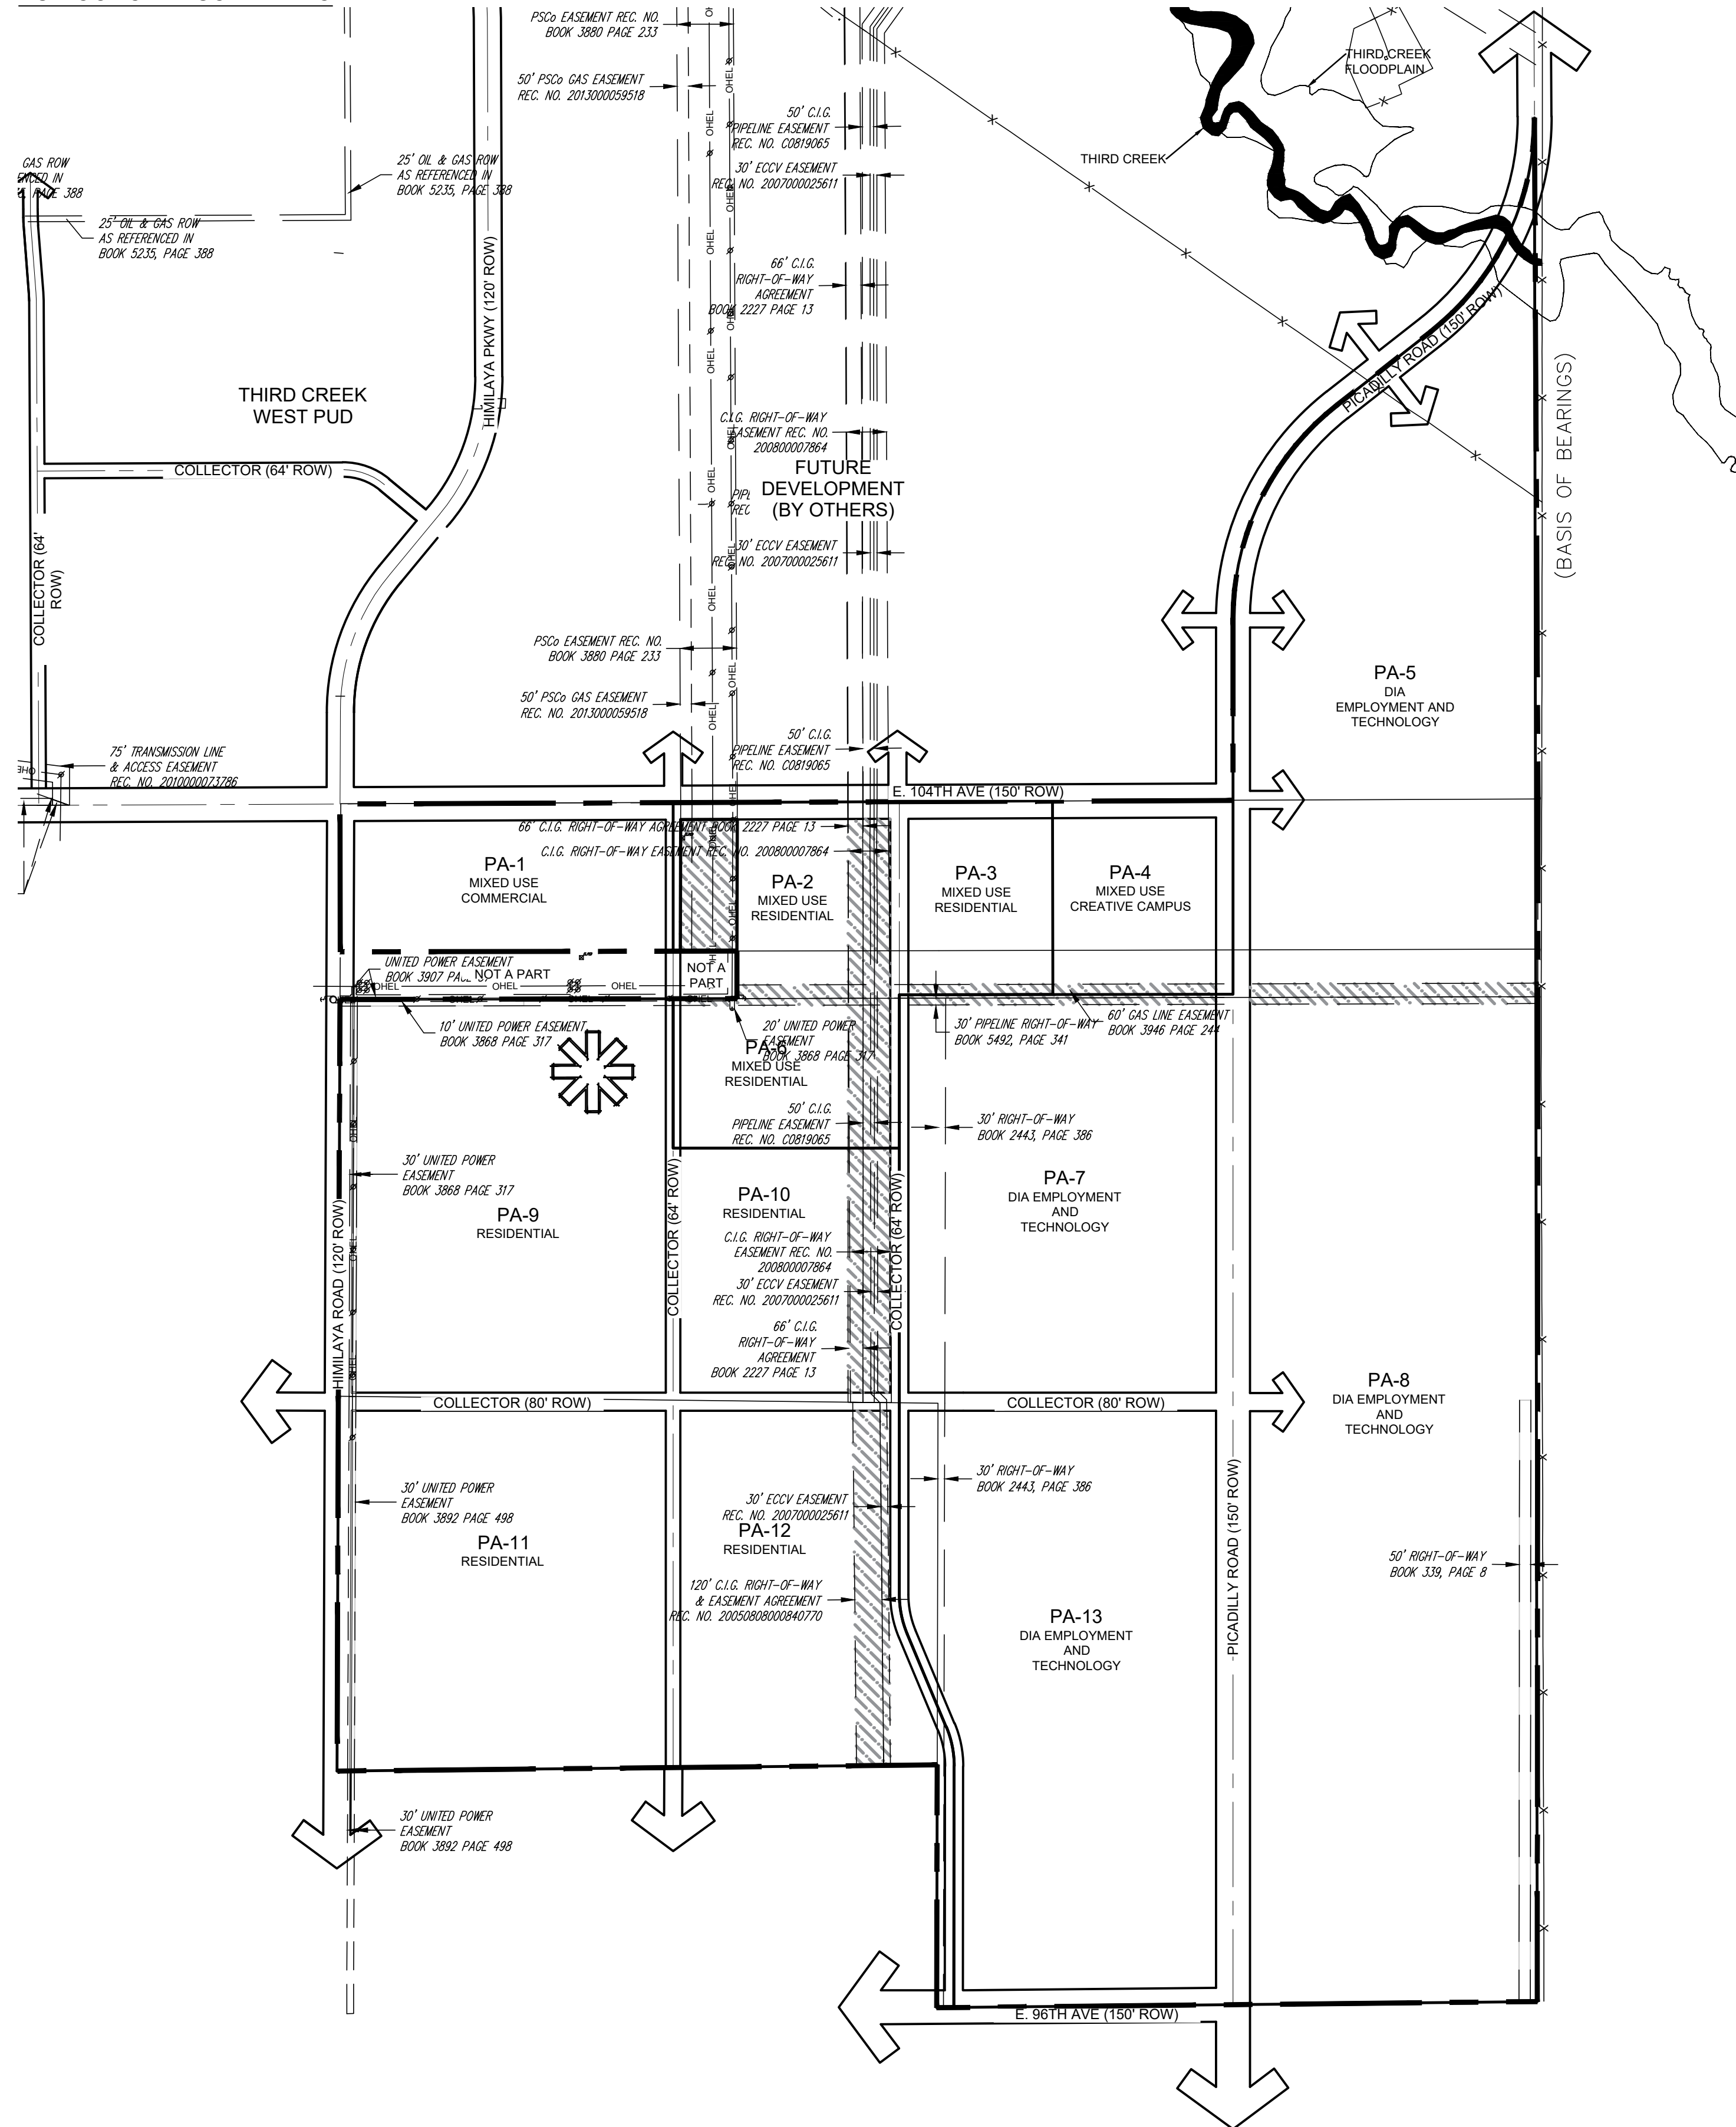 PSCo EASEMENT REC. NO.
BOOK 3880 PAGE 233
50' PSCo GAS EASEMENT
REC. NO. 2013000059518
50' C.I.G.
PIPELINE EASEMENT
REC. NO. C0819065
30' ECCV EASEMENT
REC. NO. 2007000025611
THIRD CREEK
FLOODPLAIN
THIRD CREEK
GAS ROW
PAGE 388
25' OIL & GAS ROW
AS REFERENCED IN
BOOK 5235, PAGE 388
25' OIL & GAS ROW
AS REFERENCED IN
BOOK 5235, PAGE 388
HIMILAYA PKWY (120' ROW)
66' C.I.G.
RIGHT-OF-WAY
AGREEMENT
BOOK 2227 PAGE 13
PICADILLY ROAD (150' ROW)
(BASIS OF BEARINGS)
THIRD CREEK
WEST PUD
COLLECTOR (64' ROW)
COLLECTOR (64'
ROW)
C.I.G. RIGHT-OF-WAY
EASEMENT REC. NO.
200800007864
FUTURE
DEVELOPMENT
(BY OTHERS)
30' ECCV EASEMENT
REC. NO. 2007000025611
PSCo EASEMENT REC. NO.
BOOK 3880 PAGE 233
50' PSCo GAS EASEMENT
REC. NO. 2013000059518
PA-5
DIA
EMPLOYMENT AND
TECHNOLOGY
75' TRANSMISSION LINE
& ACCESS EASEMENT
REC. NO. 2010000073786
50' C.I.G.
PIPELINE EASEMENT
REC. NO. C0819065
E. 104TH AVE (150' ROW)
66' C.I.G. RIGHT-OF-WAY AGREEMENT BOOK 2227 PAGE 13
C.I.G. RIGHT-OF-WAY EASEMENT REC. NO. 200800007864
PA-1
MIXED USE
COMMERCIAL
PA-2
MIXED USE
RESIDENTIAL
PA-3
MIXED USE
RESIDENTIAL
PA-4
MIXED USE
CREATIVE CAMPUS
UNITED POWER EASEMENT
BOOK 3907
NOT A PART
NOT A
PART
OHEL OHEL OHEL
10' UNITED POWER EASEMENT
BOOK 3868 PAGE 317
20' UNITED POWER
EASEMENT
BOOK 3868 PAGE 317
30' PIPELINE RIGHT-OF-WAY
BOOK 5492, PAGE 341
60' GAS LINE EASEMENT
BOOK 3946 PAGE 244
PA-6
MIXED USE
RESIDENTIAL
50' C.I.G.
PIPELINE EASEMENT
REC. NO. C0819065
30' RIGHT-OF-WAY
BOOK 2443, PAGE 386
30' UNITED POWER
EASEMENT
BOOK 3868 PAGE 317
HIMILAYA ROAD (120' ROW)
PA-9
RESIDENTIAL
COLLECTOR (64' ROW)
PA-10
RESIDENTIAL
C.I.G. RIGHT-OF-WAY
EASEMENT REC. NO.
200800007864
30' ECCV EASEMENT
REC. NO. 2007000025611
66' C.I.G.
RIGHT-OF-WAY
AGREEMENT
BOOK 2227 PAGE 13
COLLECTOR (64' ROW)
PA-7
DIA EMPLOYMENT
AND
TECHNOLOGY
PA-8
DIA EMPLOYMENT
AND
TECHNOLOGY
COLLECTOR (80' ROW)
COLLECTOR (80' ROW)
30' UNITED POWER
EASEMENT
BOOK 3892 PAGE 498
PA-11
RESIDENTIAL
30' ECCV EASEMENT
REC. NO. 2007000025611
PA-12
RESIDENTIAL
120' C.I.G. RIGHT-OF-WAY
& EASEMENT AGREEMENT
REC. NO. 20050808000840770
30' RIGHT-OF-WAY
BOOK 2443, PAGE 386
PICADILLY ROAD (150' ROW)
50' RIGHT-OF-WAY
BOOK 339, PAGE 8
PA-13
DIA EMPLOYMENT
AND
TECHNOLOGY
30' UNITED POWER
EASEMENT
BOOK 3892 PAGE 498
E. 96TH AVE (150' ROW)